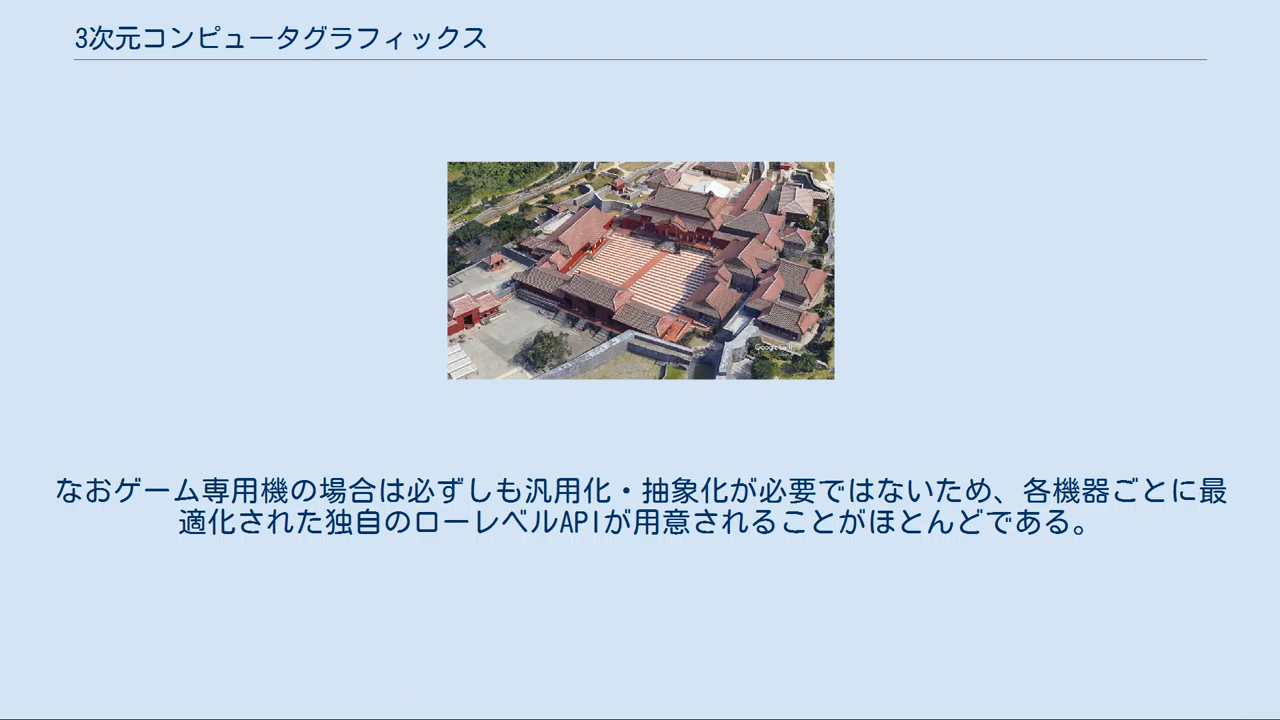 3次元コンピュータグラフィックス
Google Earth
なおゲーム専用機の場合は必ずしも汎用化・抽象化が必要ではないため、各機器ごとに最
適化された独自のローレベルAPIが用意されることがほとんどである。